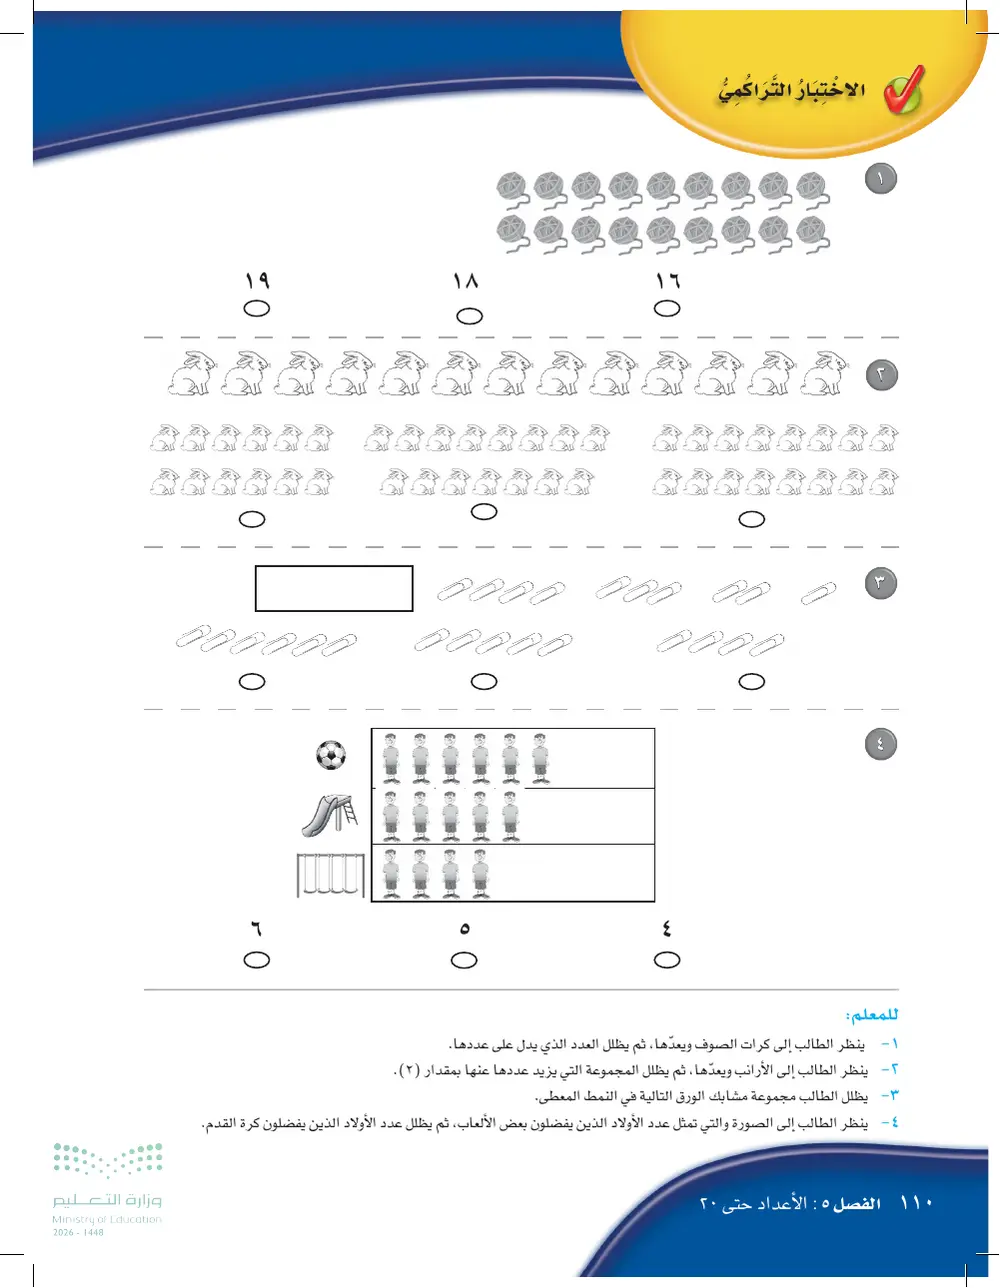 الاخْتِبَارُ التَّرَاكُمِيُّ
١
١٦ ١٨ ١٩
٢
٣
٤
٤ ٥ ٦
للمعلم:
١- ينظر الطالب إلى كرات الصوف ويعدّها، ثم يظلل العدد الذي يدل على عددها.
٢- ينظر الطالب إلى الأرانب ويعدّها، ثم يظلل المجموعة التي يزيد عددها عنها بمقدار (٢).
٣- يظلل الطالب مجموعة مشابك الورق التالية في النمط المعطى.
٤- ينظر الطالب إلى الصورة والتي تمثل عدد الأولاد الذين يفضلون بعض الألعاب، ثم يظلل عدد الأولاد الذين يفضلون كرة القدم.
١١٠ الفصل ٥ : الأعداد حتى ٢٠
وزارة التعليم
Ministry of Education
2026 - 1448